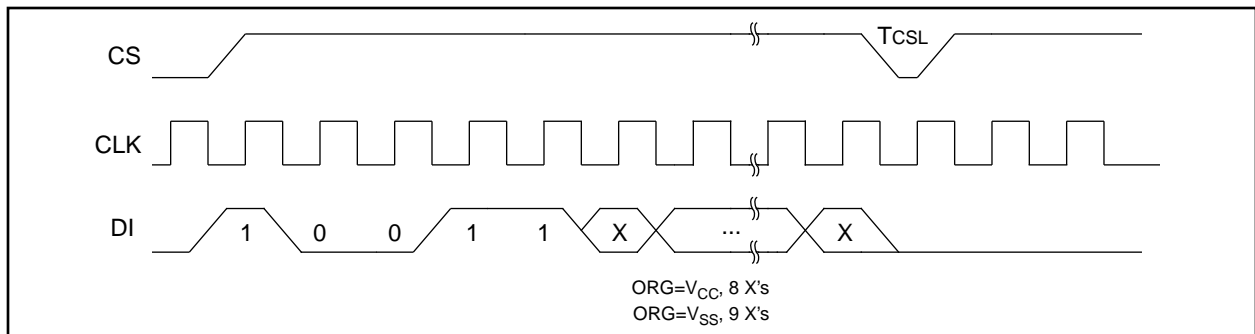 CS
TCSL
CLK
DI
1 0 0 1 1 X ... X
ORG=VCC, 8 X's
ORG=VSS, 9 X's